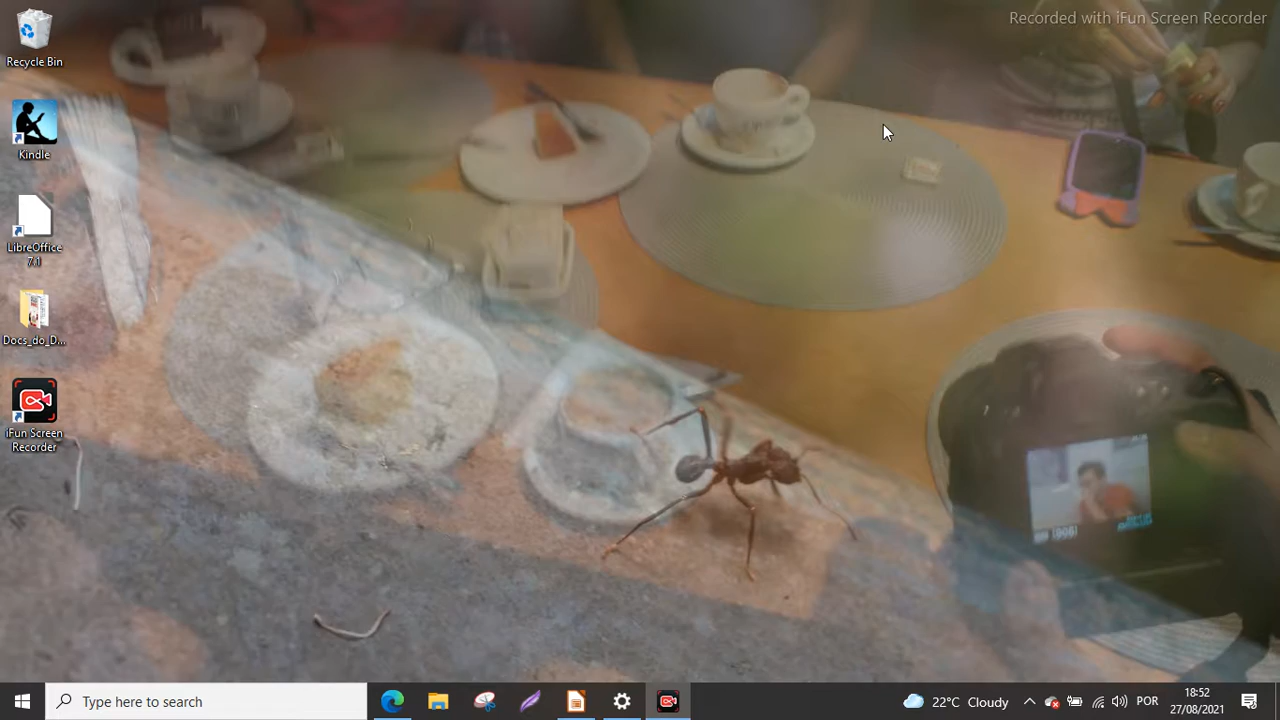 Recorded with iFun Screen Recorder
Recycle Bin
Kindle
LibreOffice
7.1
Docs_do_D...
iFun Screen
Recorder
Type here to search
22°C Cloudy
POR
18:52
27/08/2021